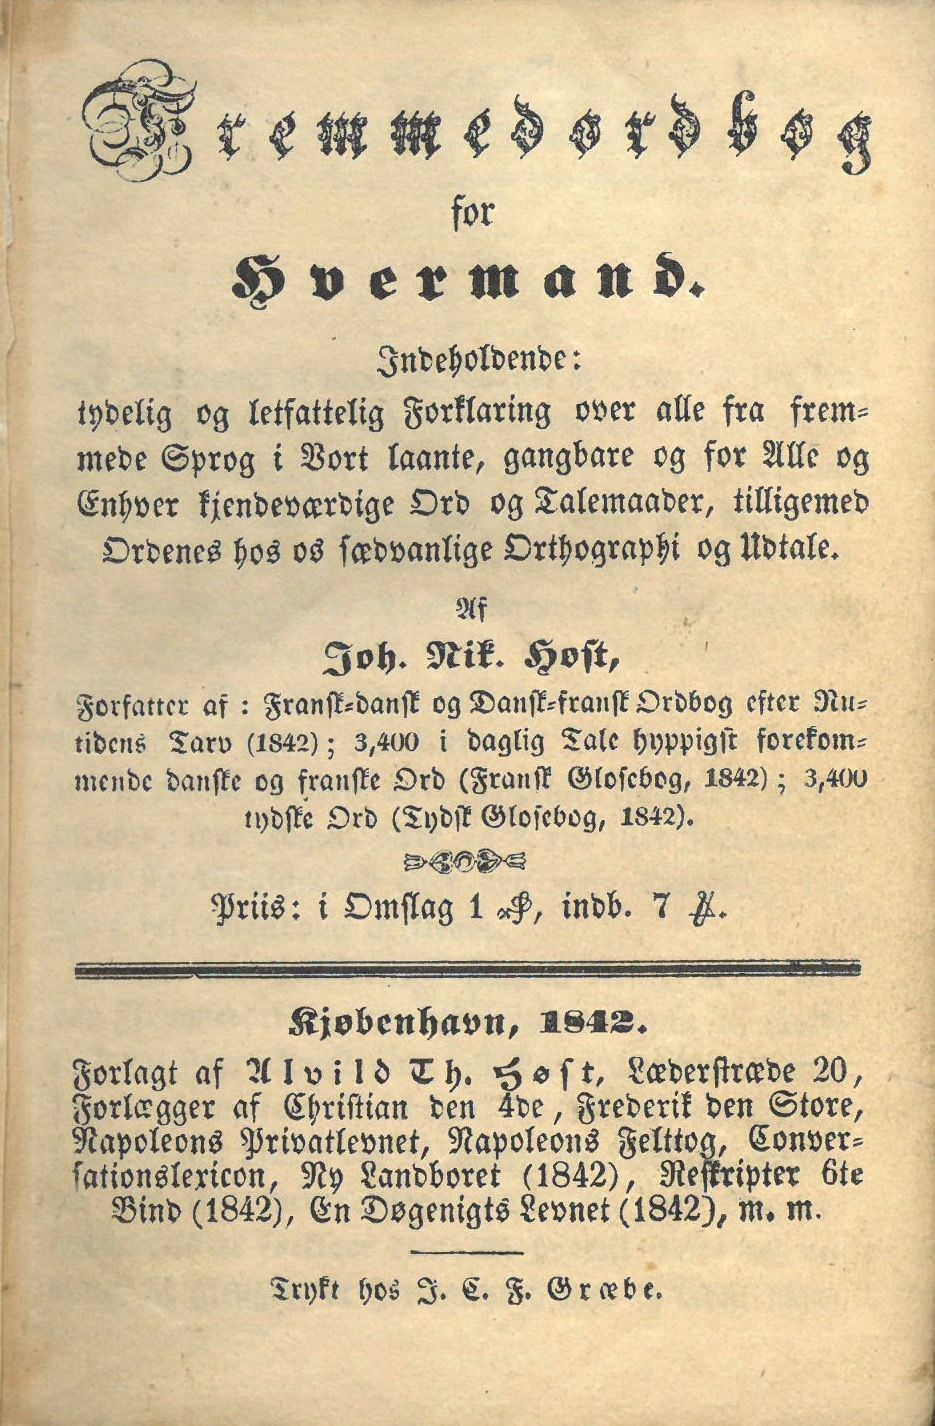 Fremmedordbog
for
Hvermand.
Indeholdende:
tydelig og letfattelig Forklaring over alle fra frem=
mede Sprog i Vort laante, gangbare og for Alle og
Enhver kjendeværdige Ord og Talemaader, tilligemed
Ordenes hos os sædvanlige Orthographi og Udtale.
Af
Joh. Nik. Høst,
Forfatter af : Fransk=dansk og Dansk=fransk Ordbog efter Nu=
tidens Tarv (1842) ; 3,400 i daglig Tale hyppigst forekom=
mende danske og franske Ord (Fransk Glosebog, 1842) ; 3,400
tydske Ord (Tydsk Glosebog, 1842).
Priis: i Omslag 1 , indb. 7 .
Kjøbenhavn, 1842.
Forlagt af Alvild Th. Høst, Læderstræde 20,
Forlægger af Christian den 4de, Frederik den Store,
Napoleons Privatlevnet, Napoleons Felttog, Conver=
sationslexicon, Ny Landboret (1842), Reskripter 6te
Bind (1842), En Døgenigts Levnet (1842), m. m.
Trykt hos J. C. F. Græbe.